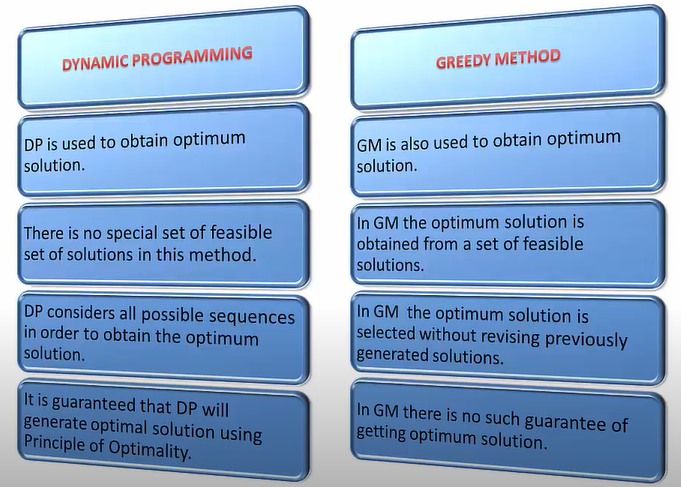 DYNAMIC PROGRAMMING
DP is used to obtain optimum
solution.
There is no special set of feasible
set of solutions in this method.
DP considers all possible sequences
in order to obtain the optimum
solution.
It is guaranteed that DP will
generate optimal solution using
Principle of Optimality.
GREEDY METHOD
GM is also used to obtain optimum
solution.
In GM the optimum solution is
obtained from a set of feasible
solutions.
In GM the optimum solution is
selected without revising previously
generated solutions.
In GM there is no such guarantee of
getting optimum solution.